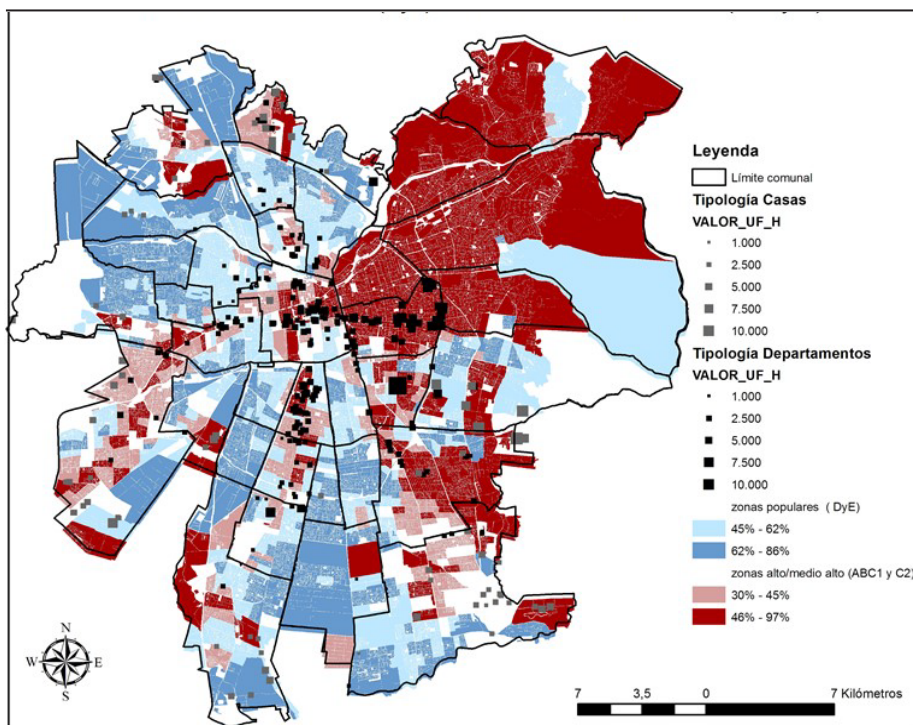 Leyenda
Límite comunal
Tipología Casas
VALOR_UF_H
1.000
2.500
5.000
7.500
10.000
Tipología Departamentos
VALOR_UF_H
1.000
2.500
5.000
7.500
10.000
zonas populares ( DyE)
45% - 62%
62% - 86%
zonas alto/medio alto (ABC1 y C2)
30% - 45%
46% - 97%
N
W E
S
7 3,5 0 7 Kilómetros